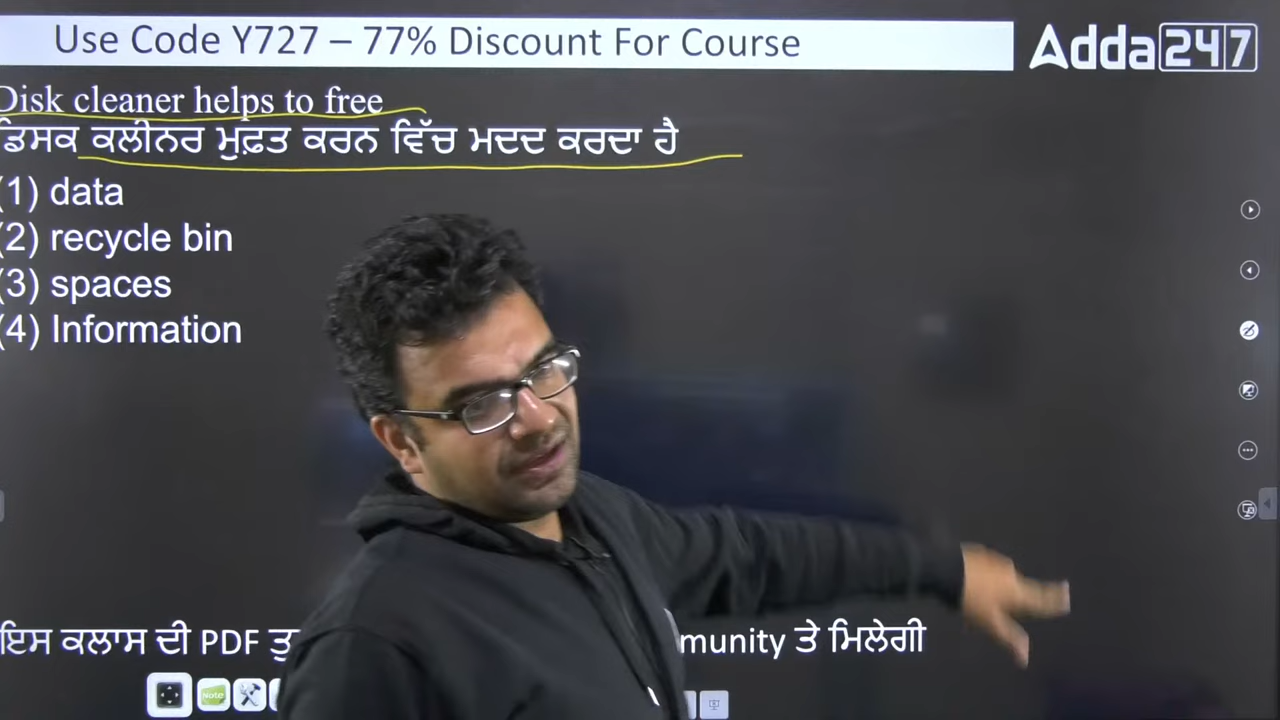 Use Code Y727 – 77% Discount For Course
Adda247
Disk cleaner helps to free
ਡਿਸਕ ਕਲੀਨਰ ਮੁਫ਼ਤ ਕਰਨ ਵਿੱਚ ਮਦਦ ਕਰਦਾ ਹੈ
(1) data
(2) recycle bin
(3) spaces
(4) Information
ਇਸ ਕਲਾਸ ਦੀ PDF ਤੁ munity ਤੇ ਮਿਲੇਗੀ
Note